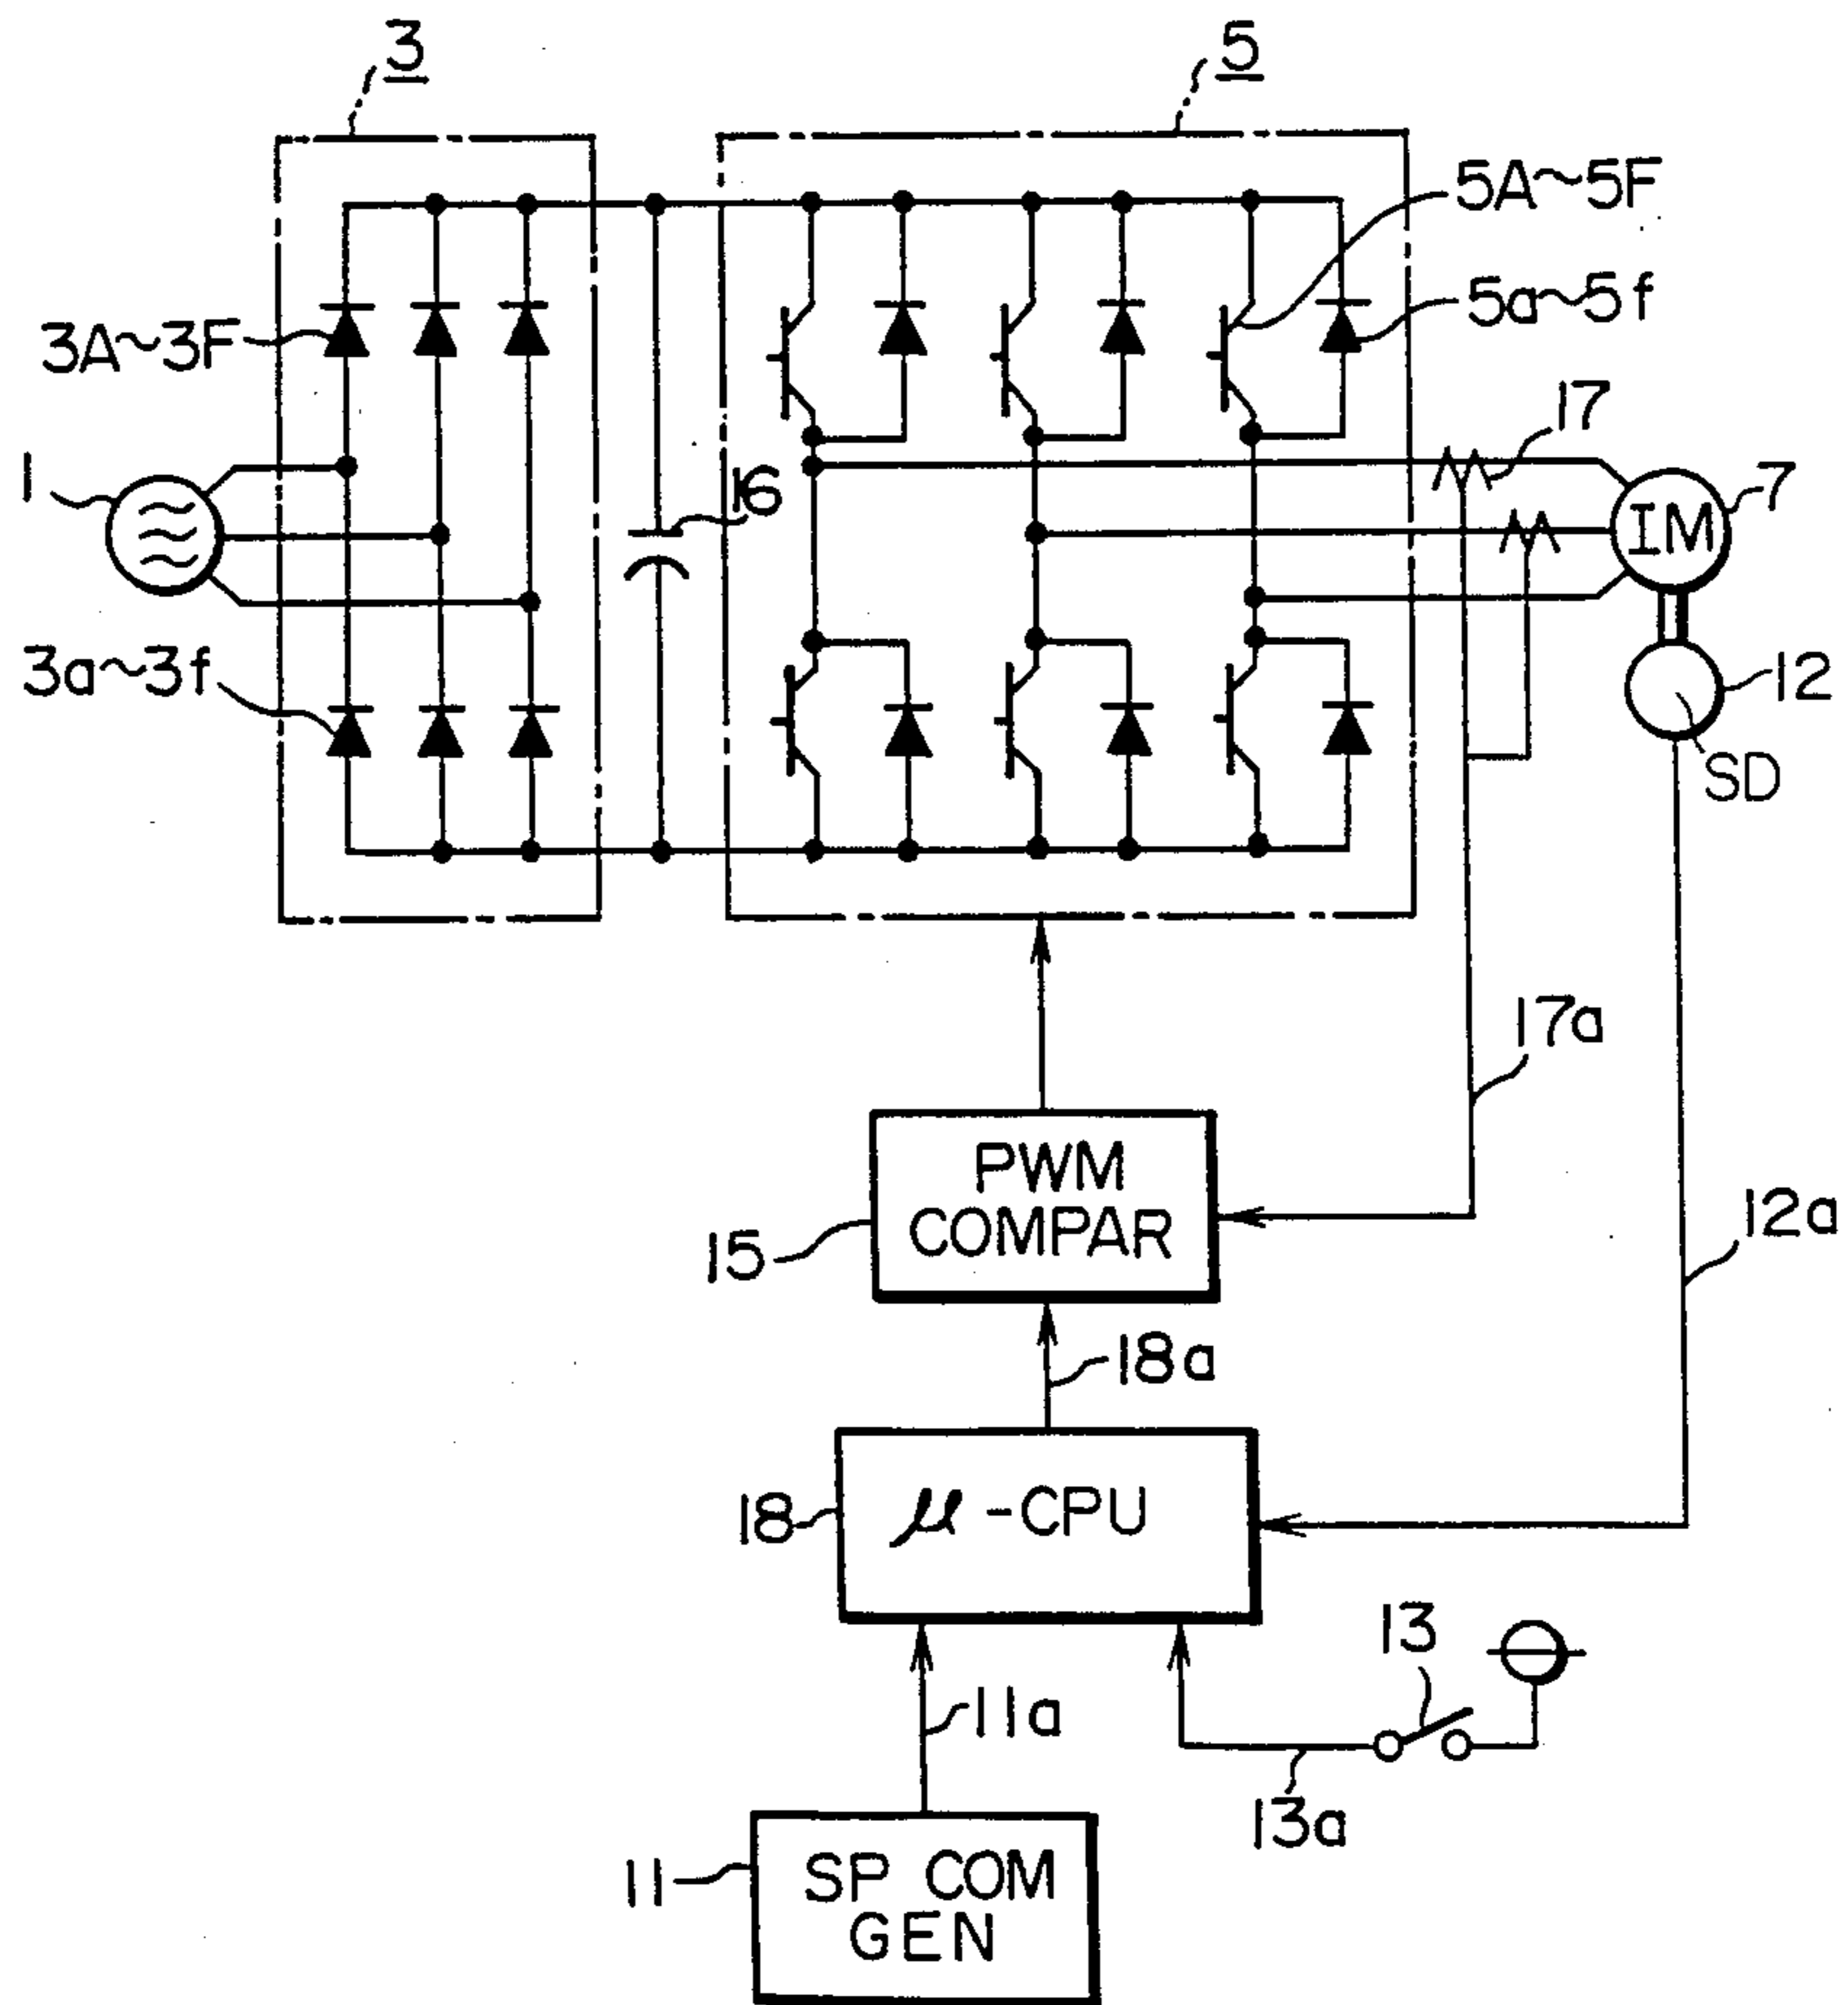 3
5
5A~5F
5a~5f
3A~3F
17
1
16
7
IM
3a~3f
12
SD
17a
PWM
COMPAR
12a
15
18a
18
μ-CPU
13
11a
13a
11
SP COM
GEN